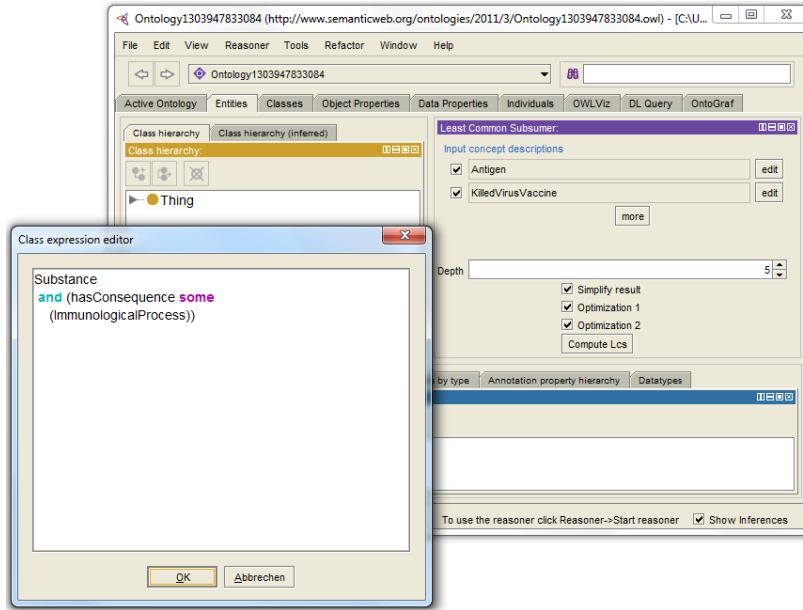 Ontology1303947833084 (http://www.semanticweb.org/ontologies/2011/3/Ontology1303947833084.owl) - [C:\U...
File Edit View Reasoner Tools Refactor Window Help
Ontology1303947833084
Active Ontology Entities Classes Object Properties Data Properties Individuals OWLViz DL Query OntoGraf
Class hierarchy Class hierarchy (inferred)
Class hierarchy:
Thing
Least Common Subsumer:
Input concept descriptions
Antigen edit
KilledVirusVaccine edit
more
Depth 5
Simplify result
Optimization 1
Optimization 2
Compute Lcs
by type Annotation property hierarchy Datatypes
To use the reasoner click Reasoner->Start reasoner Show Inferences
Class expression editor
Substance
and (hasConsequence some
(ImmunologicalProcess))
OK Abbrechen